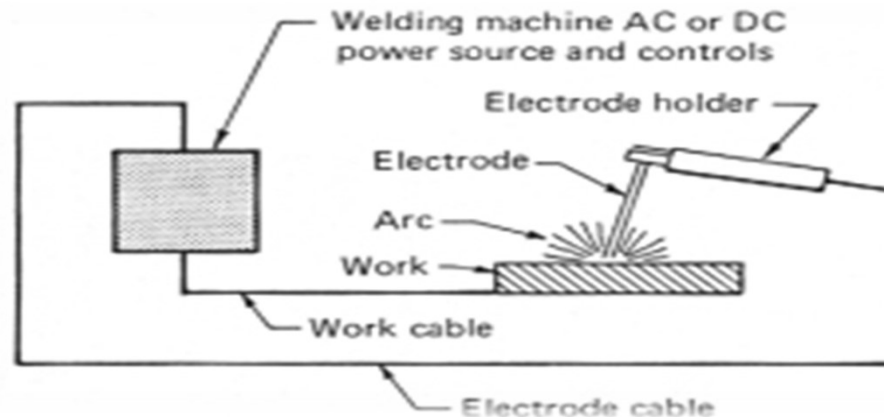 Welding machine AC or DC
power source and controls
Electrode holder
Electrode
Arc
Work
Work cable
Electrode cable